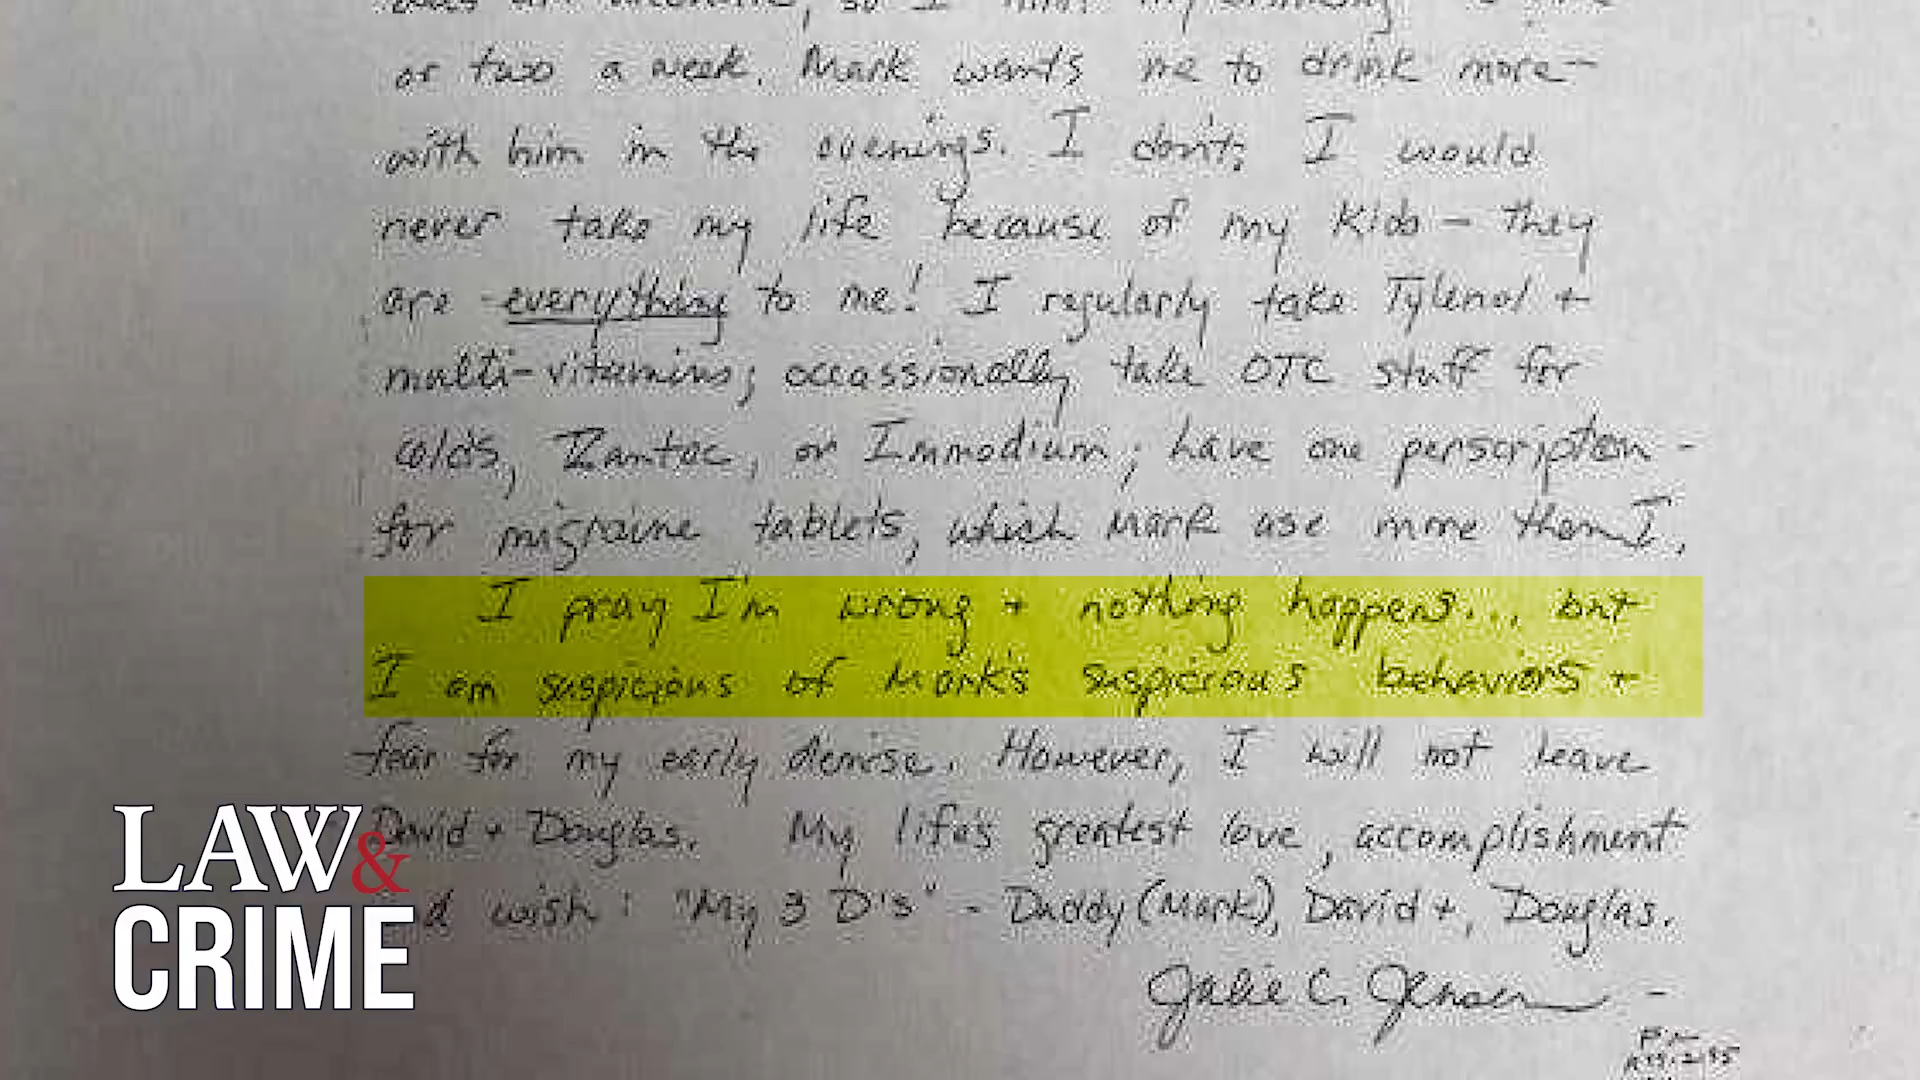 so I
or two a week. Mark wants me to drink more -
with him in the evenings. I don't; I would
never take my life because of my kids - they
are everything to me! I regularly take Tylenol +
multi-vitamins; occassionally take OTC stuff for
colds, Zantac, or Immodium; have one perscription -
for migraine tablets, which Mark use more than I.
I pray I'm wrong + nothing happens... but
I am suspicious of Mark's suspicious behaviors +
fear for my early demise. However, I will not leave
David + Douglas. My life's greatest love, accomplishment
wish: "My 3 D's" - Daddy (Mark), David +, Douglas.
Julie C. Jensen -
LAW&
CRIME